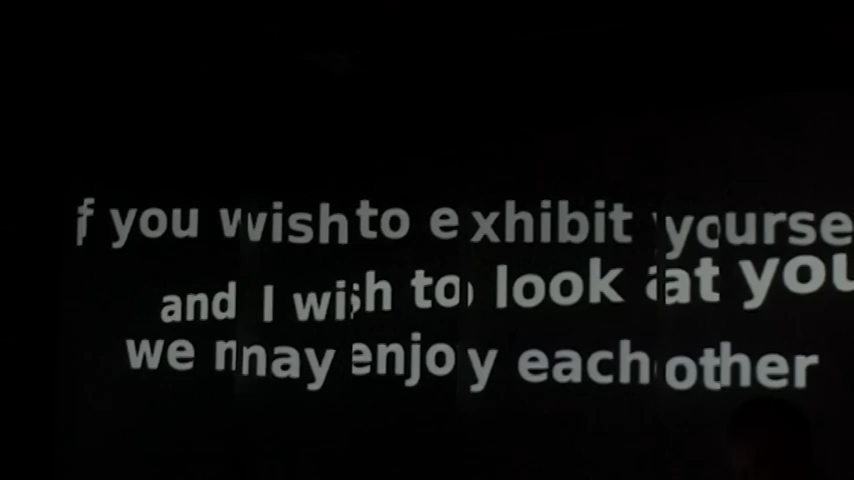 f you wish to exhibit yourse
and I wish to look at you
we may enjoy each other